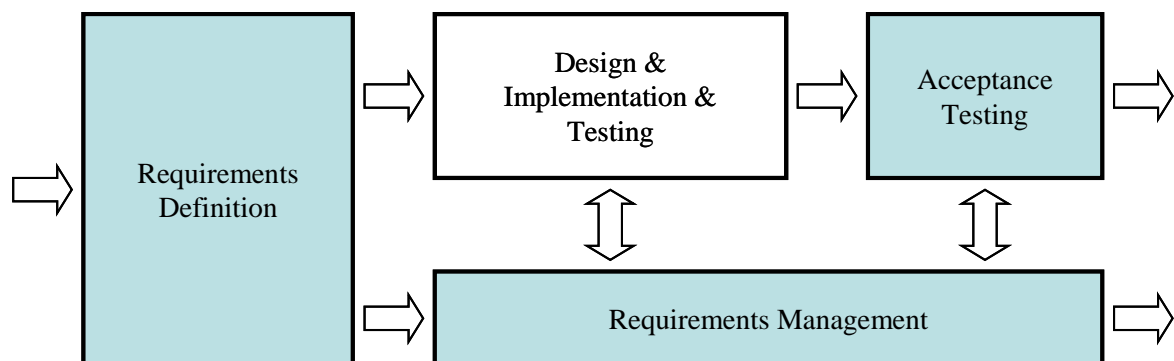 Requirements
Definition
Design &
Implementation &
Testing
Acceptance
Testing
Requirements Management